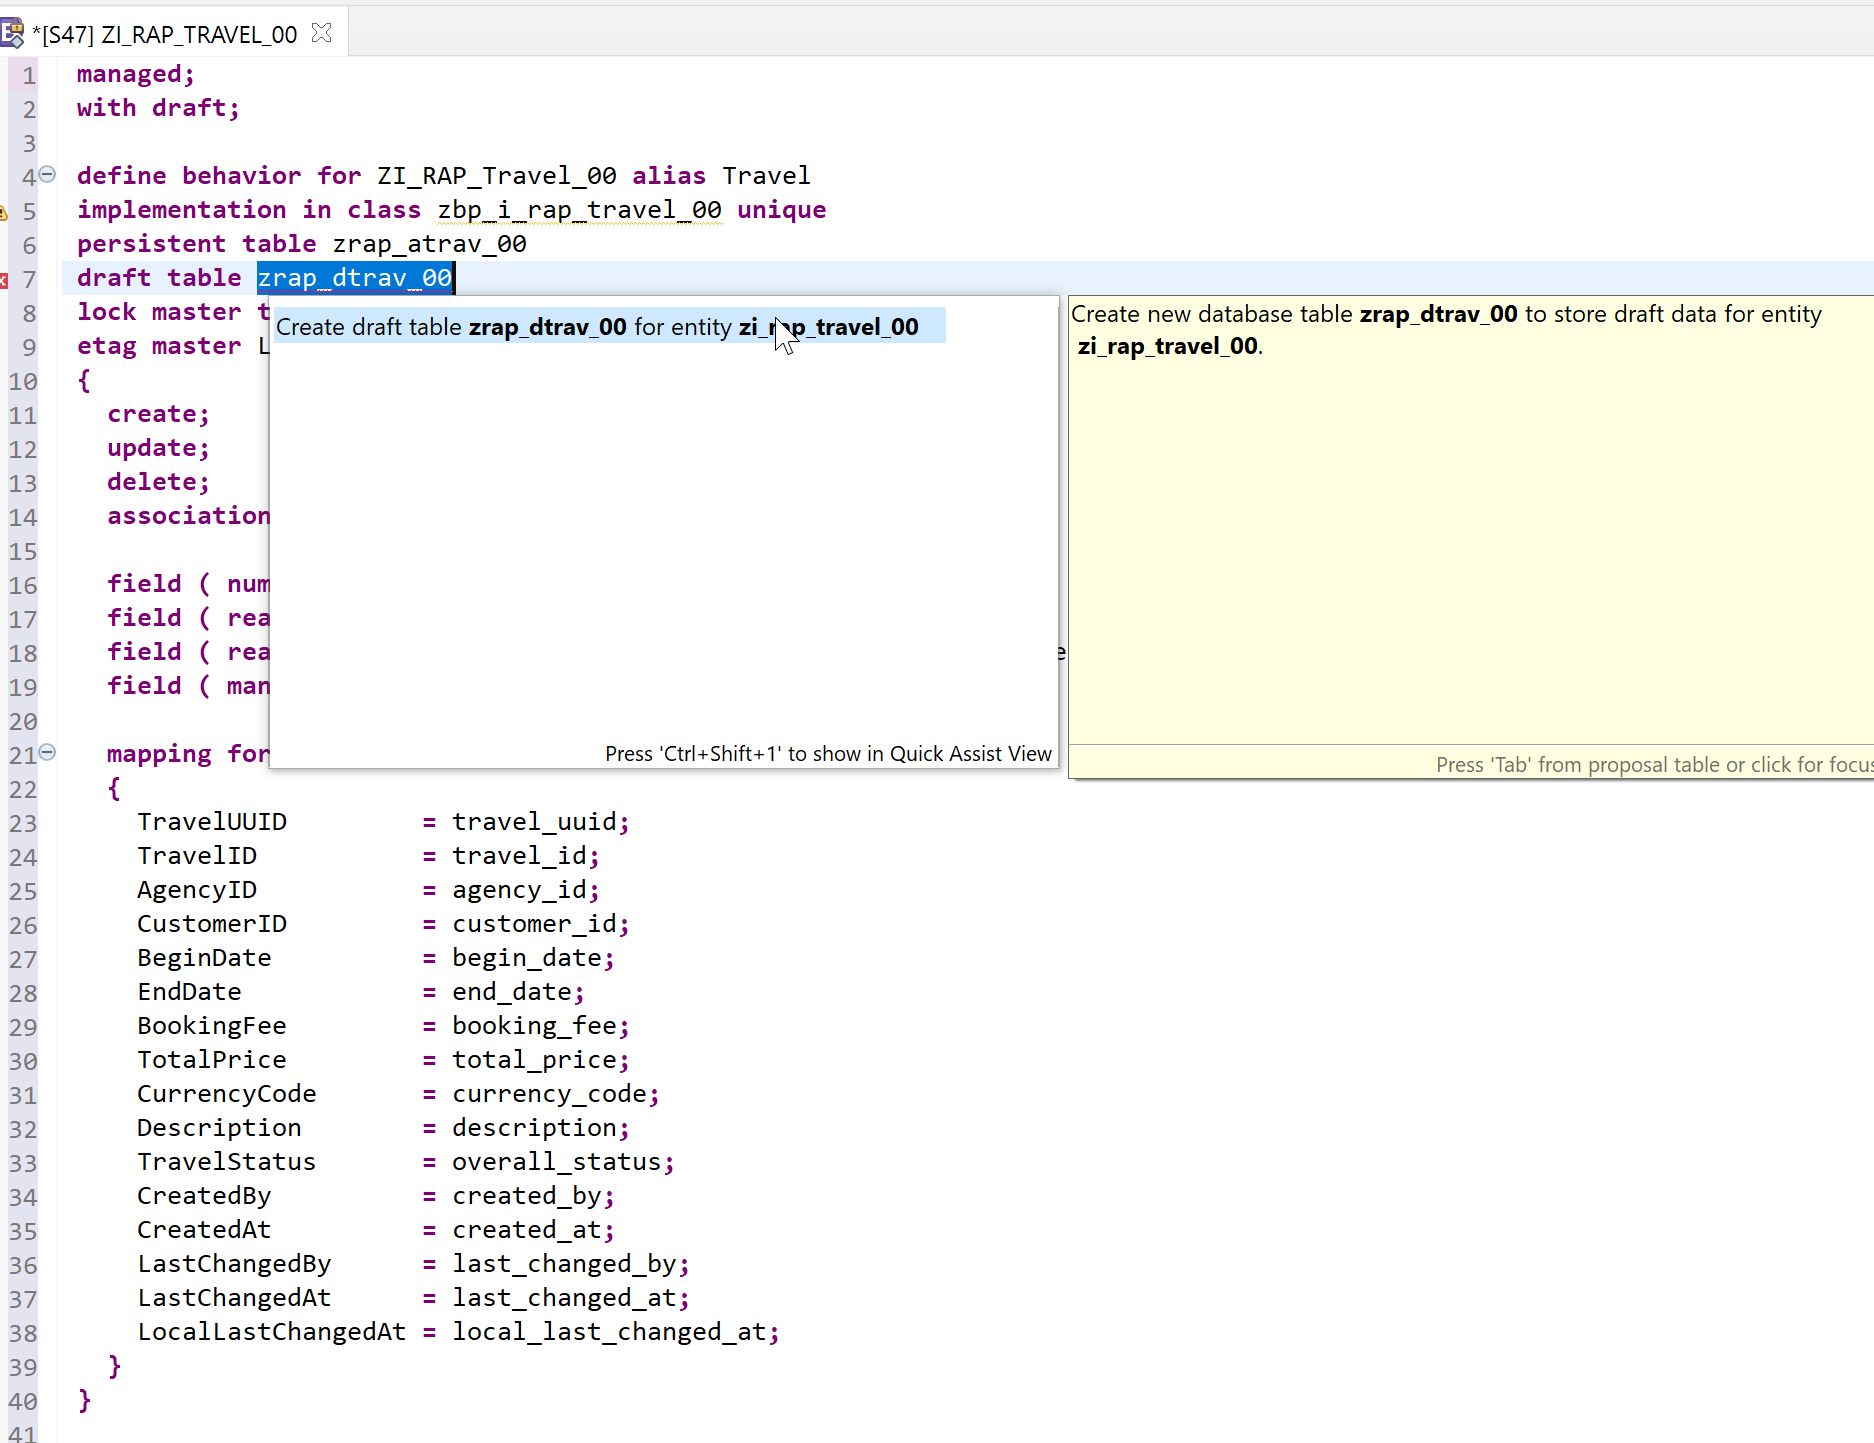 *[S47] ZI_RAP_TRAVEL_00
1 managed;
2 with draft;
3
4 define behavior for ZI_RAP_Travel_00 alias Travel
5 implementation in class zbp_i_rap_travel_00 unique
6 persistent table zrap_atrav_00
7 draft table zrap_dtrav_00
8 lock master t
9 etag master L
10 {
11 create;
12 update;
13 delete;
14 association
15
16 field ( num
17 field ( rea
18 field ( rea e
19 field ( man
20
21 mapping for
Create draft table zrap_dtrav_00 for entity zi_rap_travel_00
Press 'Ctrl+Shift+1' to show in Quick Assist View
Create new database table zrap_dtrav_00 to store draft data for entity
zi_rap_travel_00.
Press 'Tab' from proposal table or click for focus
22 {
23 TravelUUID = travel_uuid;
24 TravelID = travel_id;
25 AgencyID = agency_id;
26 CustomerID = customer_id;
27 BeginDate = begin_date;
28 EndDate = end_date;
29 BookingFee = booking_fee;
30 TotalPrice = total_price;
31 CurrencyCode = currency_code;
32 Description = description;
33 TravelStatus = overall_status;
34 CreatedBy = created_by;
35 CreatedAt = created_at;
36 LastChangedBy = last_changed_by;
37 LastChangedAt = last_changed_at;
38 LocalLastChangedAt = local_last_changed_at;
39 }
40 }
41